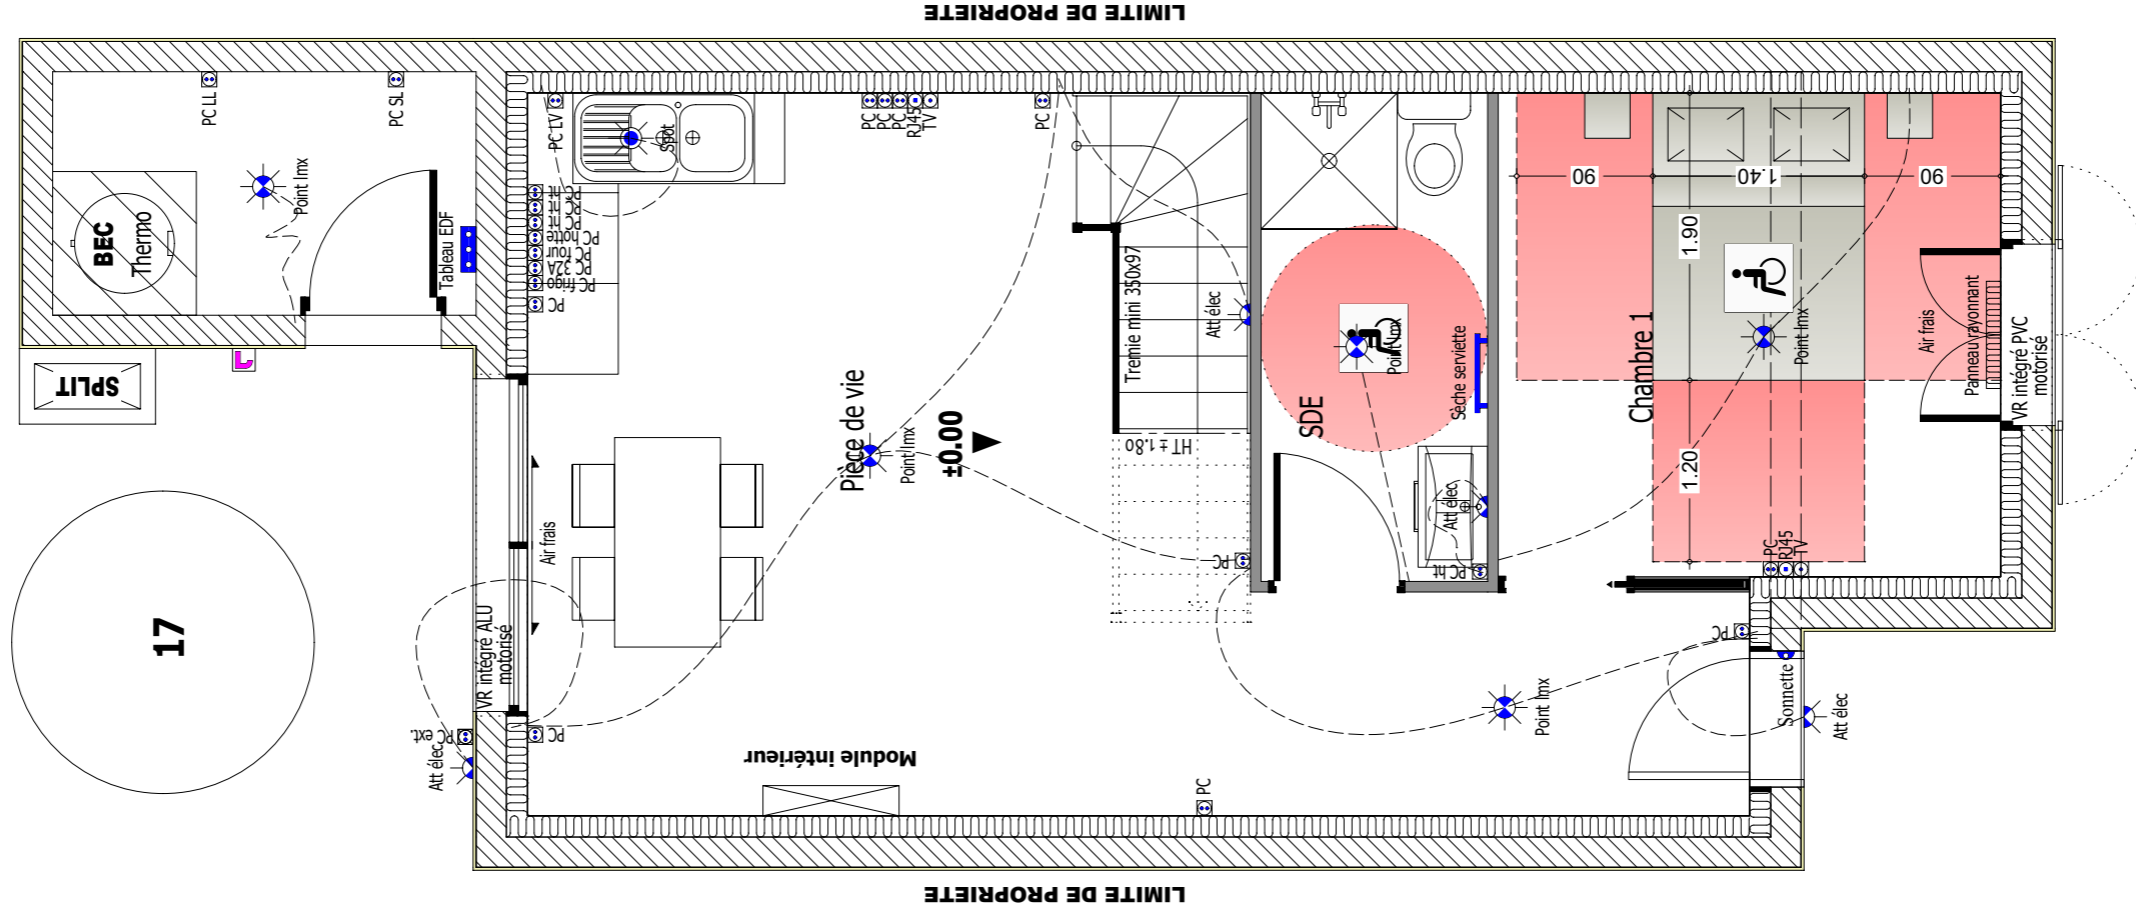 LIMITE DE PROPRIETE
PC LL
PC SL
Point lmx
BEC
Thermo
Tableau EDF
SPLIT
17
PC LV
Spot
PC ht
PC ht
PC ht
PC hotte
PC four
PC 32A
PC frigo
PC
PC
PC
PC
RJ45
TV
PC
Tremie mini 350x97
Att élec
HT ± 1.80
Pièce de vie
Point lmx
±0.00
Air frais
VR intégré ALU
motorisé
PC ext.
Att élec
PC
Module intérieur
PC
PC
SDE
Point lmx
Sèche serviette
Att élec
PC ht
Chambre 1
90
1.40
90
1.90
1.20
Point lmx
Air frais
Panneau rayonnant
VR intégré PVC
motorisé
PC
RJ45
TV
PC
Point lmx
Sonnette
Att élec
LIMITE DE PROPRIETE